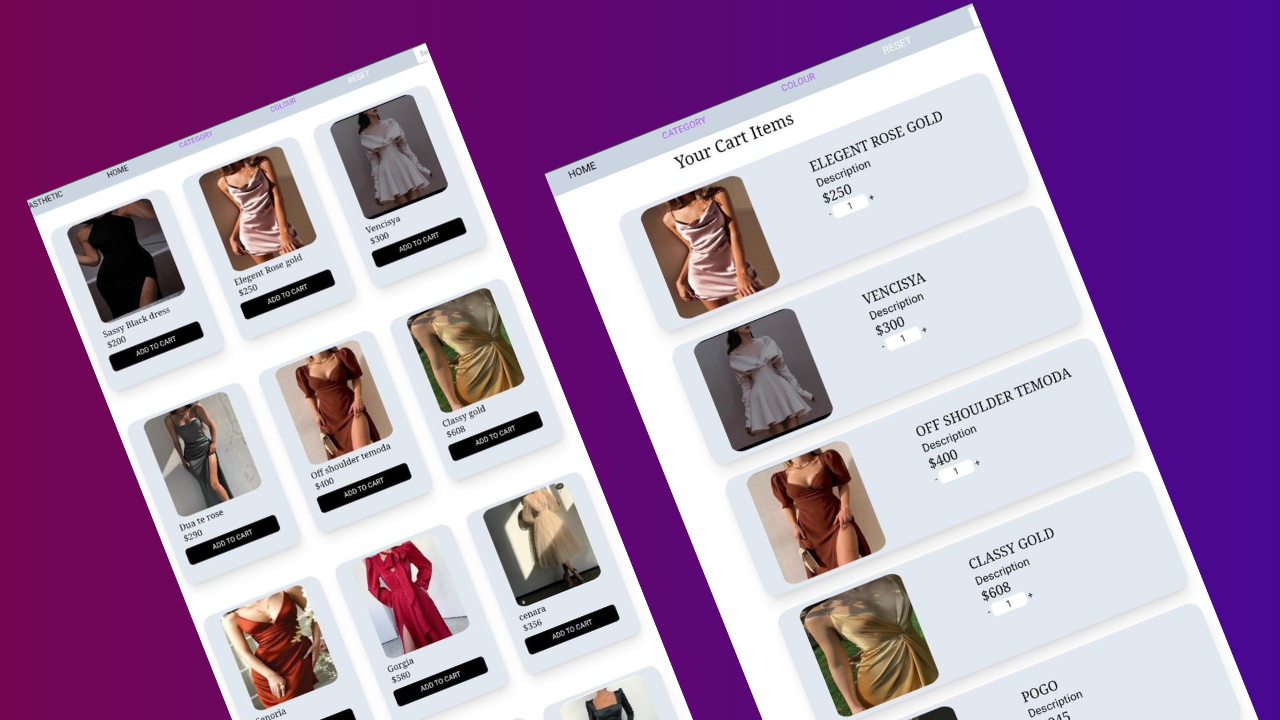 ASTHETIC
HOME
CATEGORY
COLOUR
RESET
Sassy Black dress
$200
ADD TO CART
Elegent Rose gold
$250
ADD TO CART
Vencisya
$300
ADD TO CART
Dua te rose
$290
ADD TO CART
Off shoulder temoda
$400
ADD TO CART
Classy gold
$608
ADD TO CART
Senoria
Gorgia
$580
ADD TO CART
cenara
$356
ADD TO CART
HOME
CATEGORY
COLOUR
RESET
Your Cart Items
ELEGENT ROSE GOLD
Description
$250
- 1 +
VENCISYA
Description
$300
- 1 +
OFF SHOULDER TEMODA
Description
$400
- 1 +
CLASSY GOLD
Description
$608
- 1 +
POGO
Description